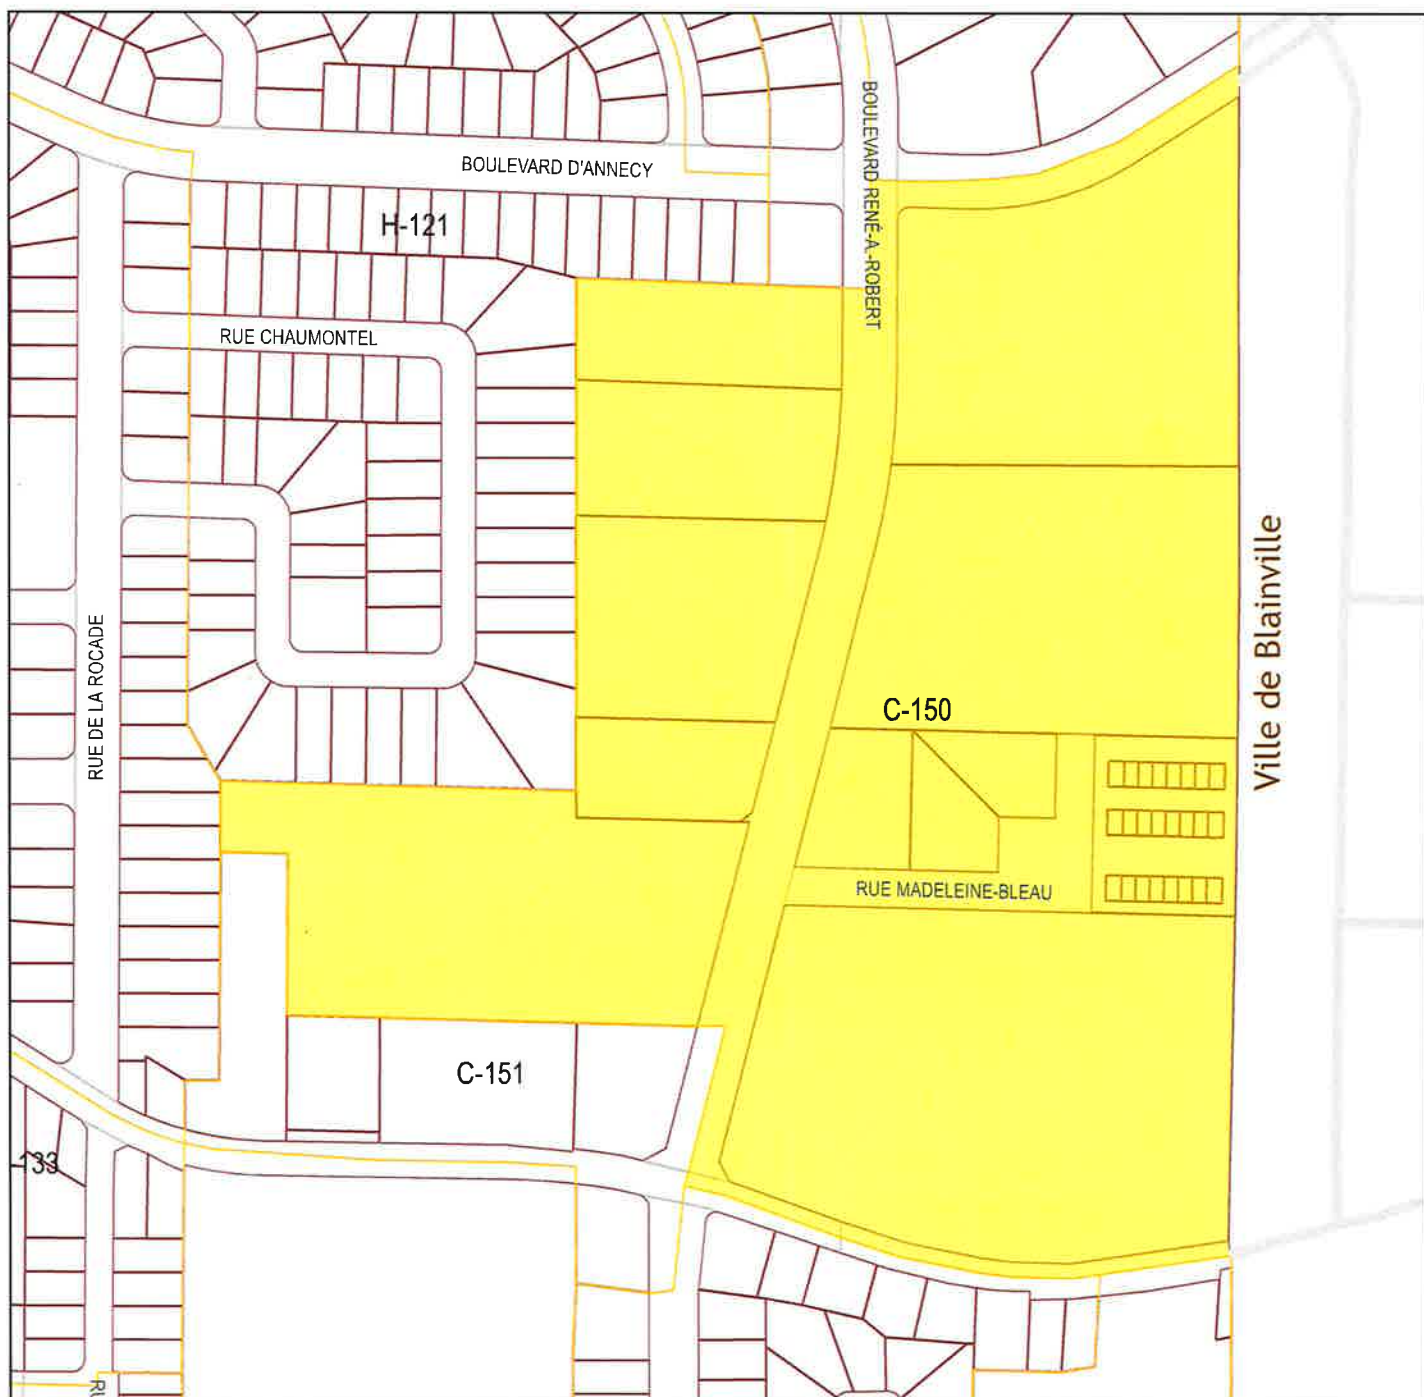 BOULEVARD D'ANNECY
BOULEVARD RENÉ-A.-ROBERT
H-121
RUE CHAUMONTEL
RUE DE LA ROCADE
Ville de Blainville
C-150
RUE MADELEINE-BLEAU
C-151
-133
RU